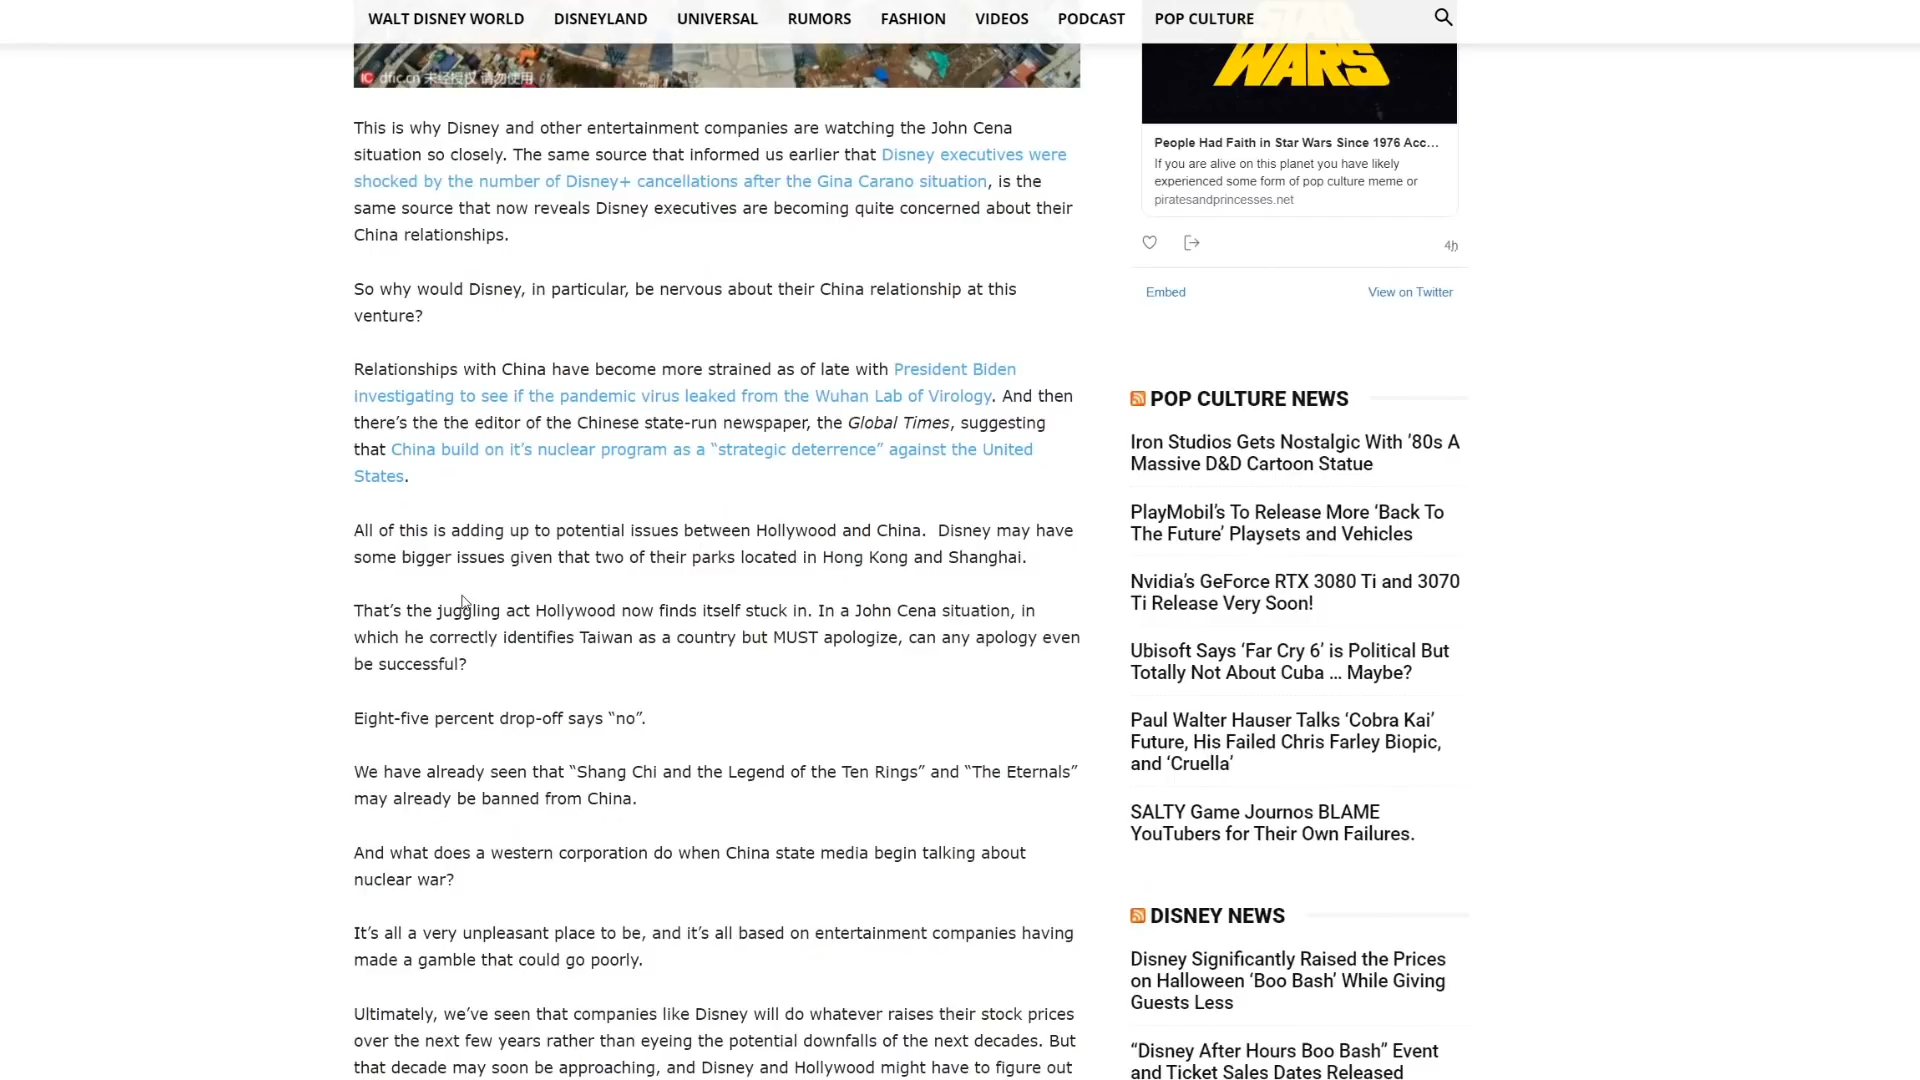 WALT DISNEY WORLD DISNEYLAND UNIVERSAL RUMORS FASHION VIDEOS PODCAST POP CULTURE
dfic.cn 未经授权 请勿使用
This is why Disney and other entertainment companies are watching the John Cena
situation so closely. The same source that informed us earlier that Disney executives were
shocked by the number of Disney+ cancellations after the Gina Carano situation, is the
same source that now reveals Disney executives are becoming quite concerned about their
China relationships.
So why would Disney, in particular, be nervous about their China relationship at this
venture?
Relationships with China have become more strained as of late with President Biden
investigating to see if the pandemic virus leaked from the Wuhan Lab of Virology. And then
there’s the the editor of the Chinese state-run newspaper, the Global Times, suggesting
that China build on it’s nuclear program as a “strategic deterrence” against the United
States.
All of this is adding up to potential issues between Hollywood and China.  Disney may have
some bigger issues given that two of their parks located in Hong Kong and Shanghai.
That’s the juggling act Hollywood now finds itself stuck in. In a John Cena situation, in
which he correctly identifies Taiwan as a country but MUST apologize, can any apology even
be successful?
Eight-five percent drop-off says “no”.
We have already seen that “Shang Chi and the Legend of the Ten Rings” and “The Eternals”
may already be banned from China.
And what does a western corporation do when China state media begin talking about
nuclear war?
It’s all a very unpleasant place to be, and it’s all based on entertainment companies having
made a gamble that could go poorly.
Ultimately, we’ve seen that companies like Disney will do whatever raises their stock prices
over the next few years rather than eyeing the potential downfalls of the next decades. But
that decade may soon be approaching, and Disney and Hollywood might have to figure out
STAR
WARS
People Had Faith in Star Wars Since 1976 Acc...
If you are alive on this planet you have likely
experienced some form of pop culture meme or
piratesandprincesses.net
4h
Embed View on Twitter
POP CULTURE NEWS
Iron Studios Gets Nostalgic With ’80s A
Massive D&D Cartoon Statue
PlayMobil’s To Release More ‘Back To
The Future’ Playsets and Vehicles
Nvidia’s GeForce RTX 3080 Ti and 3070
Ti Release Very Soon!
Ubisoft Says ‘Far Cry 6’ is Political But
Totally Not About Cuba ... Maybe?
Paul Walter Hauser Talks ‘Cobra Kai’
Future, His Failed Chris Farley Biopic,
and ‘Cruella’
SALTY Game Journos BLAME
YouTubers for Their Own Failures.
DISNEY NEWS
Disney Significantly Raised the Prices
on Halloween ‘Boo Bash’ While Giving
Guests Less
“Disney After Hours Boo Bash” Event
and Ticket Sales Dates Released